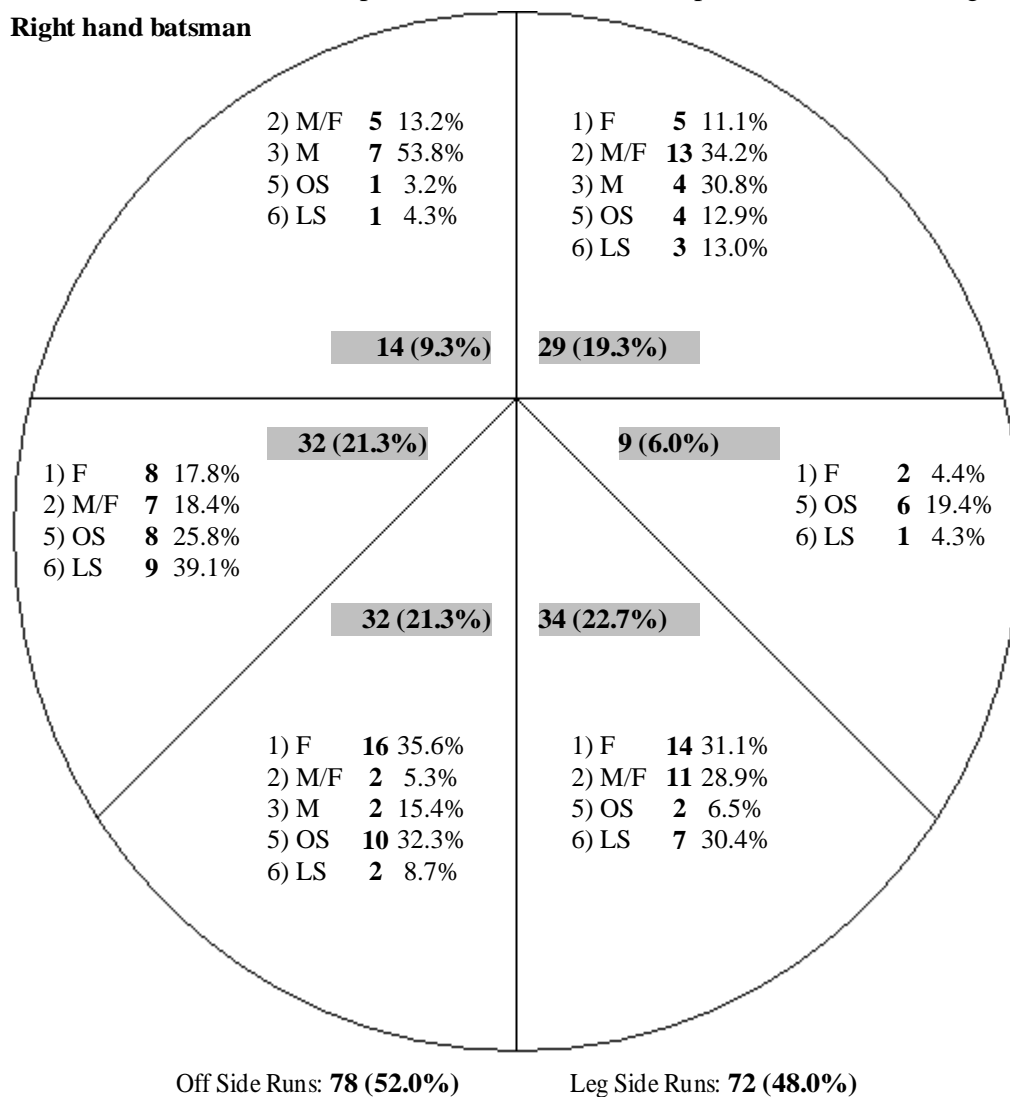 Right hand batsman
2) M/F 5 13.2%
3) M 7 53.8%
5) OS 1 3.2%
6) LS 1 4.3%
14 (9.3%)
1) F 5 11.1%
2) M/F 13 34.2%
3) M 4 30.8%
5) OS 4 12.9%
6) LS 3 13.0%
29 (19.3%)
32 (21.3%)
1) F 8 17.8%
2) M/F 7 18.4%
5) OS 8 25.8%
6) LS 9 39.1%
9 (6.0%)
1) F 2 4.4%
5) OS 6 19.4%
6) LS 1 4.3%
32 (21.3%)
1) F 16 35.6%
2) M/F 2 5.3%
3) M 2 15.4%
5) OS 10 32.3%
6) LS 2 8.7%
34 (22.7%)
1) F 14 31.1%
2) M/F 11 28.9%
5) OS 2 6.5%
6) LS 7 30.4%
Off Side Runs: 78 (52.0%)
Leg Side Runs: 72 (48.0%)